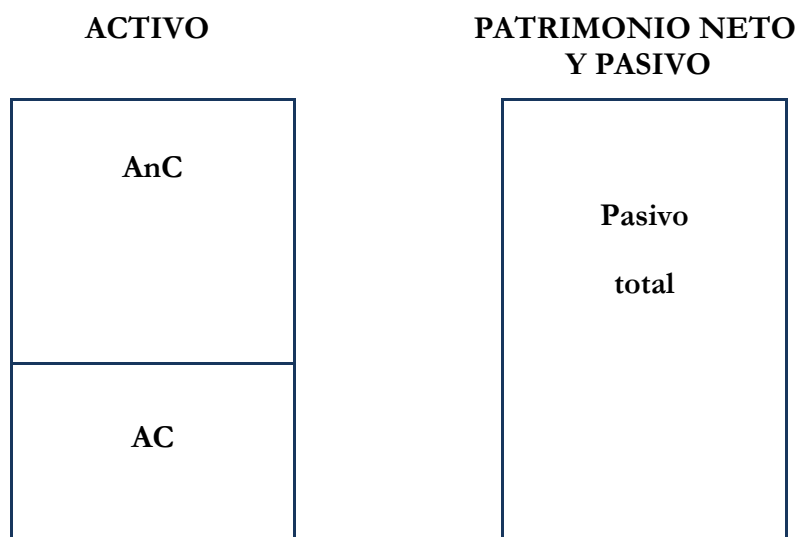 ACTIVO
PATRIMONIO NETO
Y PASIVO
AnC
Pasivo
total
AC